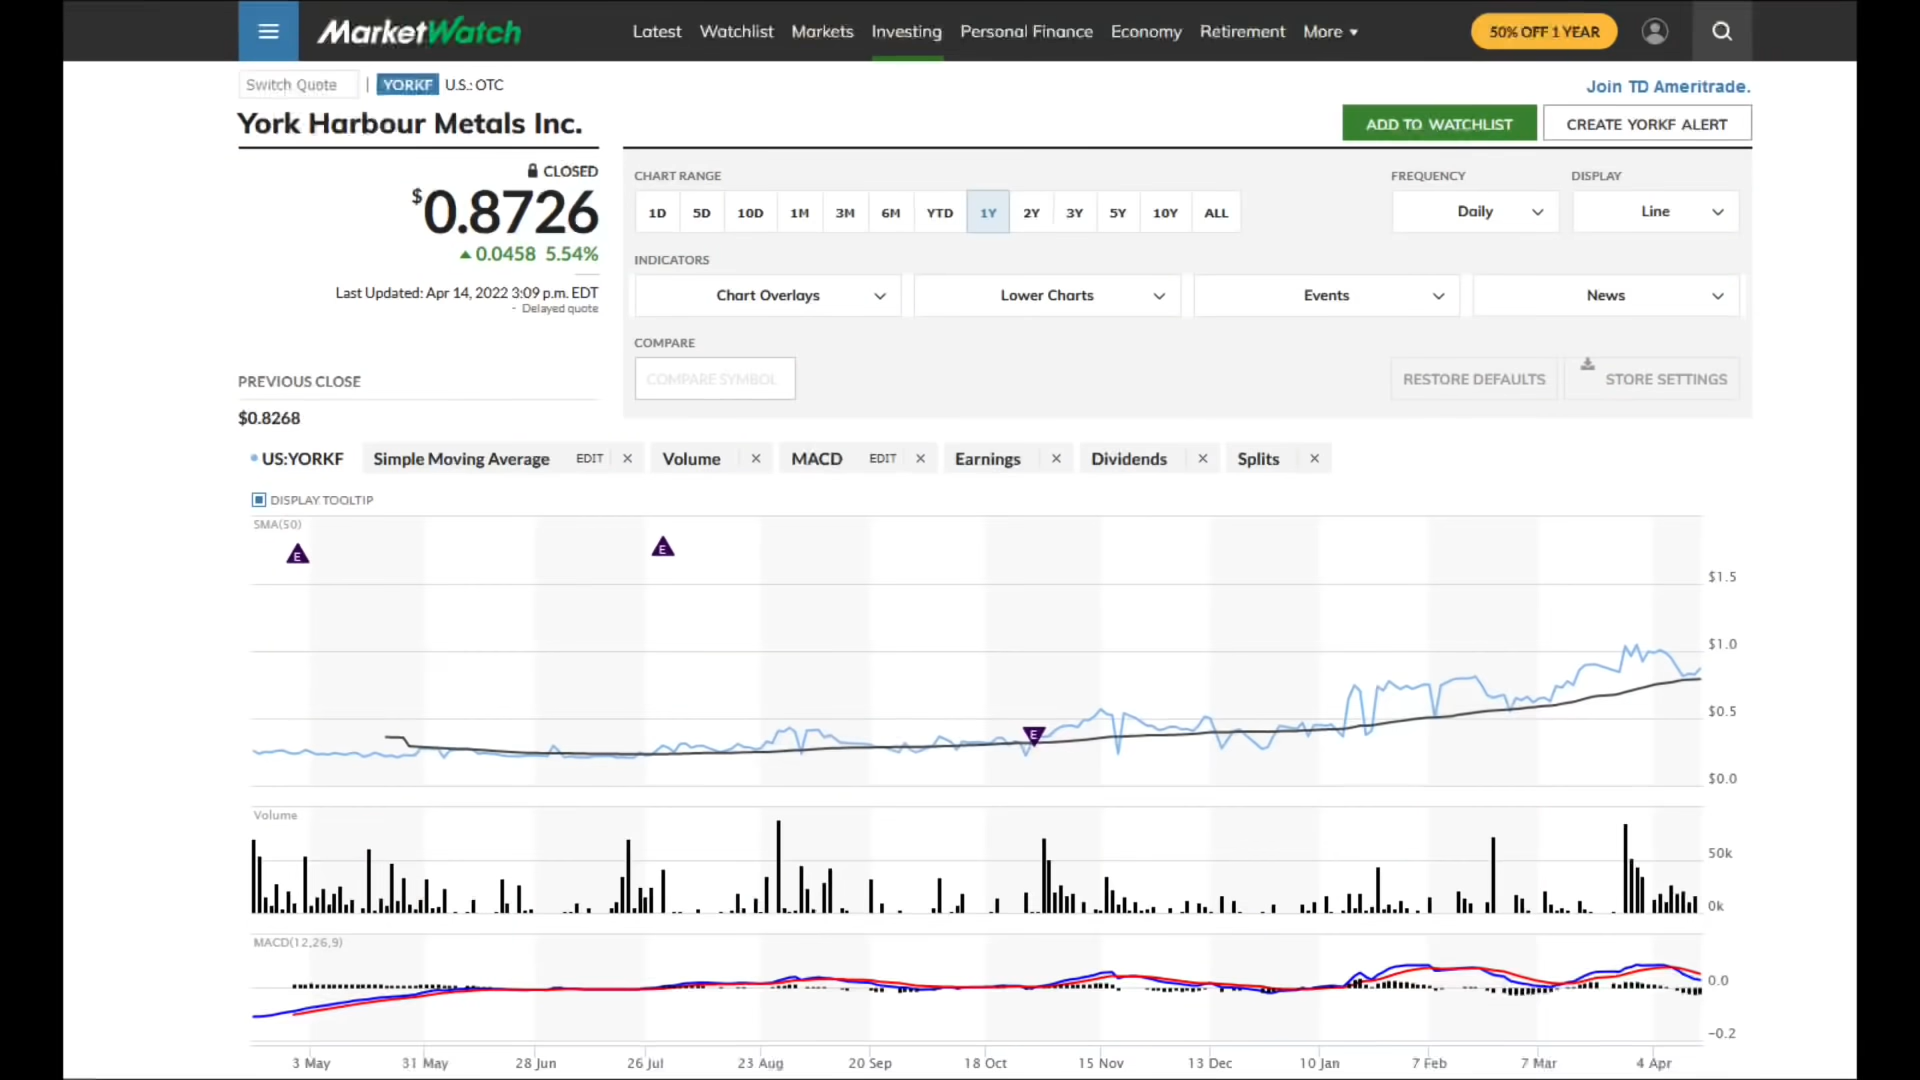 MarketWatch
Latest Watchlist Markets Investing Personal Finance Economy Retirement More ▾
50% OFF 1 YEAR
Switch Quote | YORKF U.S.: OTC
Join TD Ameritrade.
York Harbour Metals Inc.
ADD TO WATCHLIST CREATE YORKF ALERT
CLOSED
$0.8726
0.0458 5.54%
Last Updated: Apr 14, 2022 3:09 p.m. EDT
- Delayed quote
PREVIOUS CLOSE
$0.8268
CHART RANGE FREQUENCY DISPLAY
1D 5D 10D 1M 3M 6M YTD 1Y 2Y 3Y 5Y 10Y ALL Daily Line
INDICATORS
Chart Overlays Lower Charts Events News
COMPARE
COMPARE SYMBOL RESTORE DEFAULTS STORE SETTINGS
US:YORKF Simple Moving Average EDIT × Volume × MACD EDIT × Earnings × Dividends × Splits ×
DISPLAY TOOLTIP
SMA(50)
E E
$1.5
$1.0
$0.5
E
$0.0
Volume
50k
0k
MACD(12,26,9)
0.0
-0.2
3 May 31 May 28 Jun 26 Jul 23 Aug 20 Sep 18 Oct 15 Nov 13 Dec 10 Jan 7 Feb 7 Mar 4 Apr